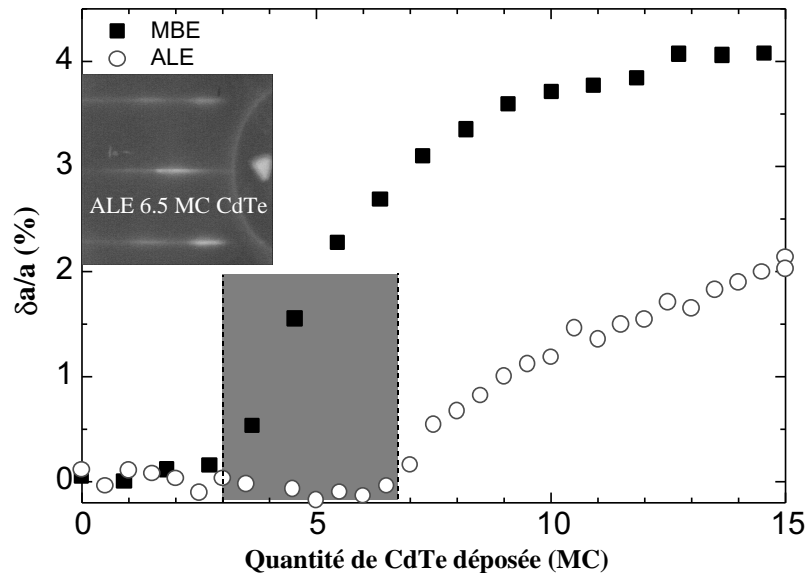 MBE
ALE
4
3
2
1
0
δa/a (%)
ALE 6.5 MC CdTe
0 5 10 15
Quantité de CdTe déposée (MC)